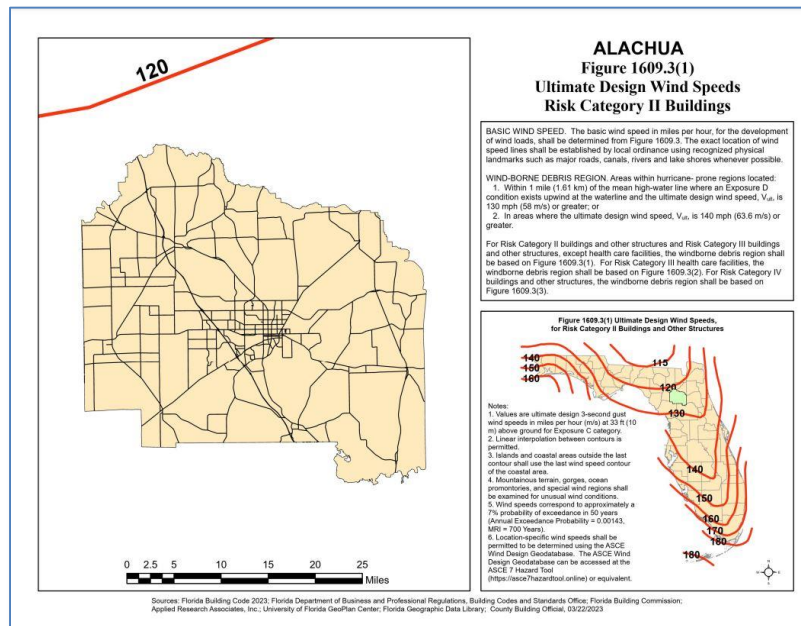 120
ALACHUA
Figure 1609.3(1)
Ultimate Design Wind Speeds
Risk Category II Buildings
BASIC WIND SPEED. The basic wind speed in miles per hour, for the development
of wind loads, shall be determined from Figure 1609.3. The exact location of wind
speed lines shall be established by local ordinance using recognized physical
landmarks such as major roads, canals, rivers and lake shores whenever possible.
WIND-BORNE DEBRIS REGION. Areas within hurricane- prone regions located:
1. Within 1 mile (1.61 km) of the mean high-water line where an Exposure D
condition exists upwind at the waterline and the ultimate design wind speed, Vult, is
130 mph (58 m/s) or greater; or
2. In areas where the ultimate design wind speed, Vult, is 140 mph (63.6 m/s) or
greater.
For Risk Category II buildings and other structures and Risk Category III buildings
and other structures, except health care facilities, the windborne debris region shall
be based on Figure 1609.3(1). For Risk Category III health care facilities, the
windborne debris region shall be based on Figure 1609.3(2). For Risk Category IV
buildings and other structures, the windborne debris region shall be based on
Figure 1609.3(3).
Figure 1609.3(1) Ultimate Design Wind Speeds,
for Risk Category II Buildings and Other Structures
140
150
160
115
120
130
140
150
160
170
180
180
Notes:
1. Values are ultimate design 3-second gust
wind speeds in miles per hour (m/s) at 33 ft (10
m) above ground for Exposure C category.
2. Linear interpolation between contours is
permitted.
3. Islands and coastal areas outside the last
contour shall use the last wind speed contour
of the coastal area.
4. Mountainous terrain, gorges, ocean
promontories, and special wind regions shall
be examined for unusual wind conditions.
5. Wind speeds correspond to approximately a
7% probability of exceedance in 50 years
(Annual Exceedance Probability = 0.00143,
MRI = 700 Years).
6. Location-specific wind speeds shall be
permitted to be determined using the ASCE
Wind Design Geodatabase. The ASCE Wind
Design Geodatabase can be accessed at the
ASCE 7 Hazard Tool
(https://asce7hazardtool.online) or equivalent.
0 2.5 5 10 15 20 25
Miles
Sources: Florida Building Code 2023; Florida Department of Business and Professional Regulations, Building Codes and Standards Office; Florida Building Commission;
Applied Research Associates, Inc.; University of Florida GeoPlan Center; Florida Geographic Data Library; County Building Official, 03/22/2023